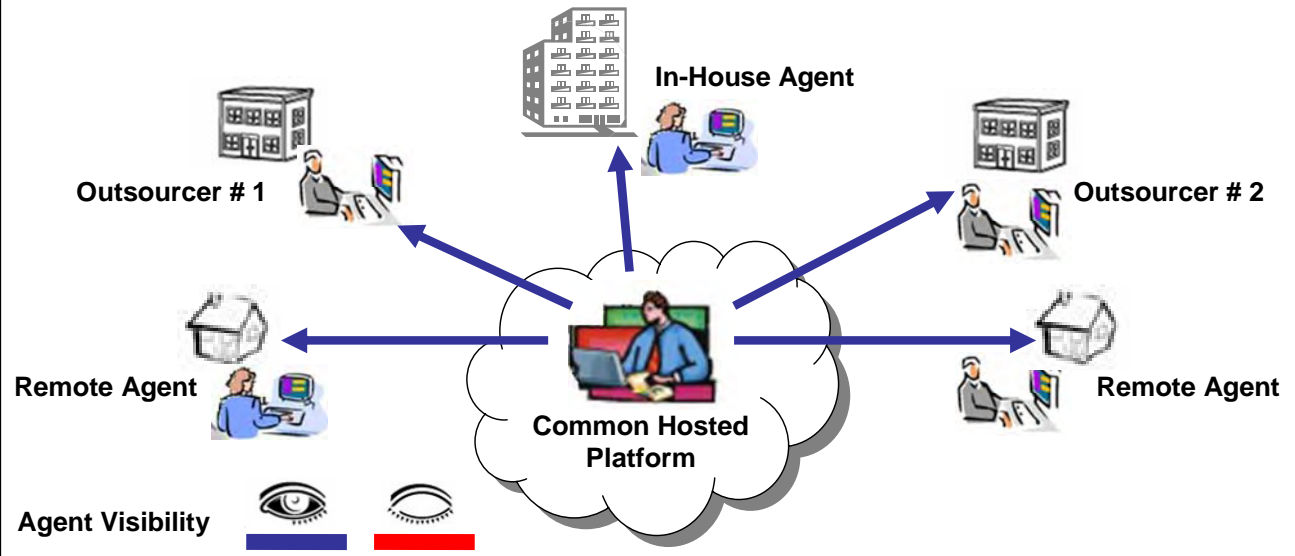 In-House Agent
Outsourcer # 1
Outsourcer # 2
Remote Agent
Remote Agent
Common Hosted
Platform
Agent Visibility